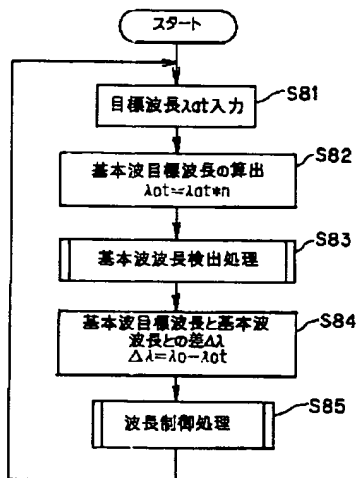 スタート
目標波長λat入力
S81
基本波目標波長の算出
λot=λat*n
S82
基本波波長検出処理
S83
基本波目標波長と基本波
波長との差Δλ
Δλ=λo-λot
S84
波長制御処理
S85